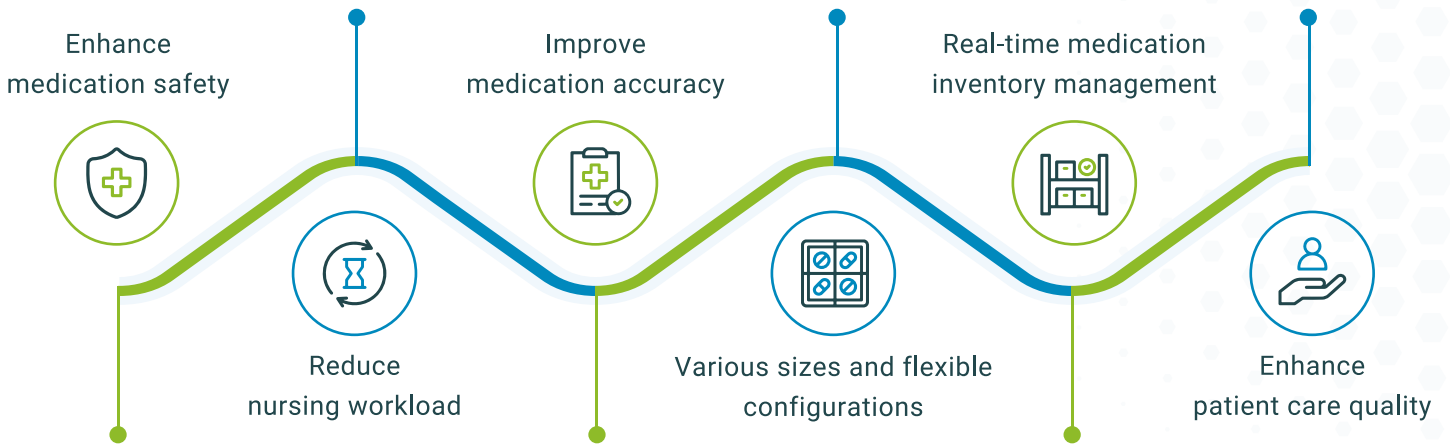 Enhance
medication safety
Reduce
nursing workload
Improve
medication accuracy
Various sizes and flexible
configurations
Real-time medication
inventory management
Enhance
patient care quality